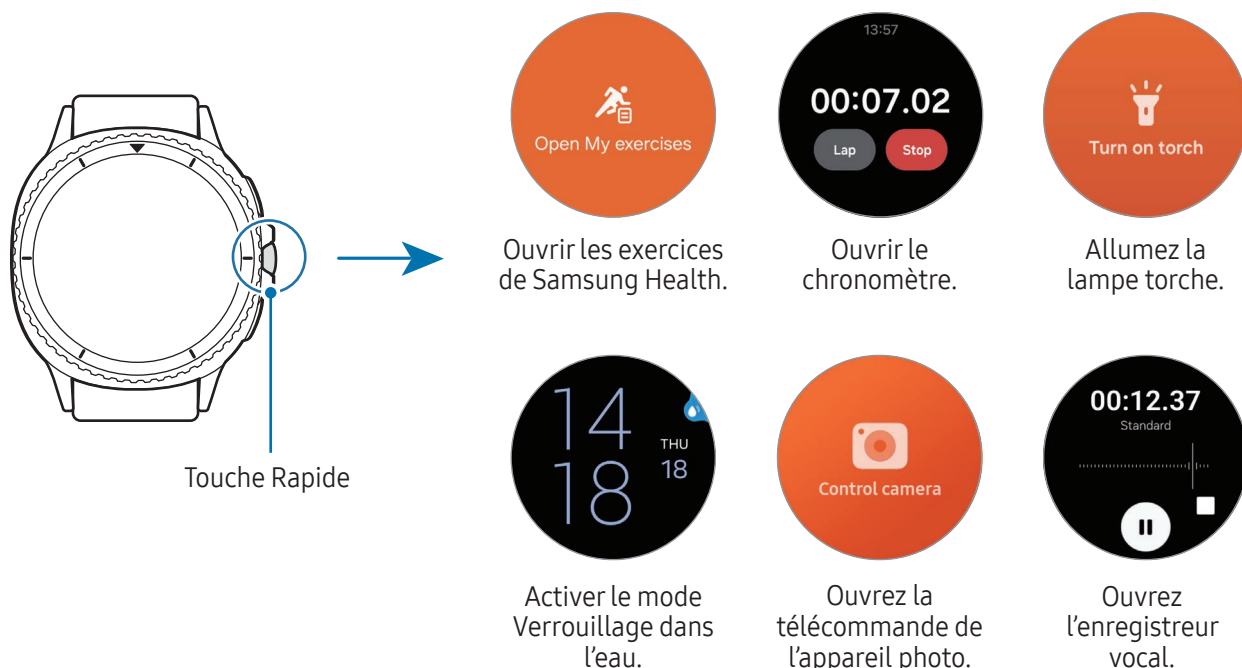 Open My exercises
Ouvrir les exercices
de Samsung Health.
13:57
00:07.02
Lap
Stop
Ouvrir le
chronomètre.
Turn on torch
Allumez la
lampe torche.
Touche Rapide
14
18
THU
18
Activer le mode
Verrouillage dans
l'eau.
Control camera
Ouvrez la
télécommande de
l'appareil photo.
00:12.37
Standard
Ouvrez
l'enregistreur
vocal.